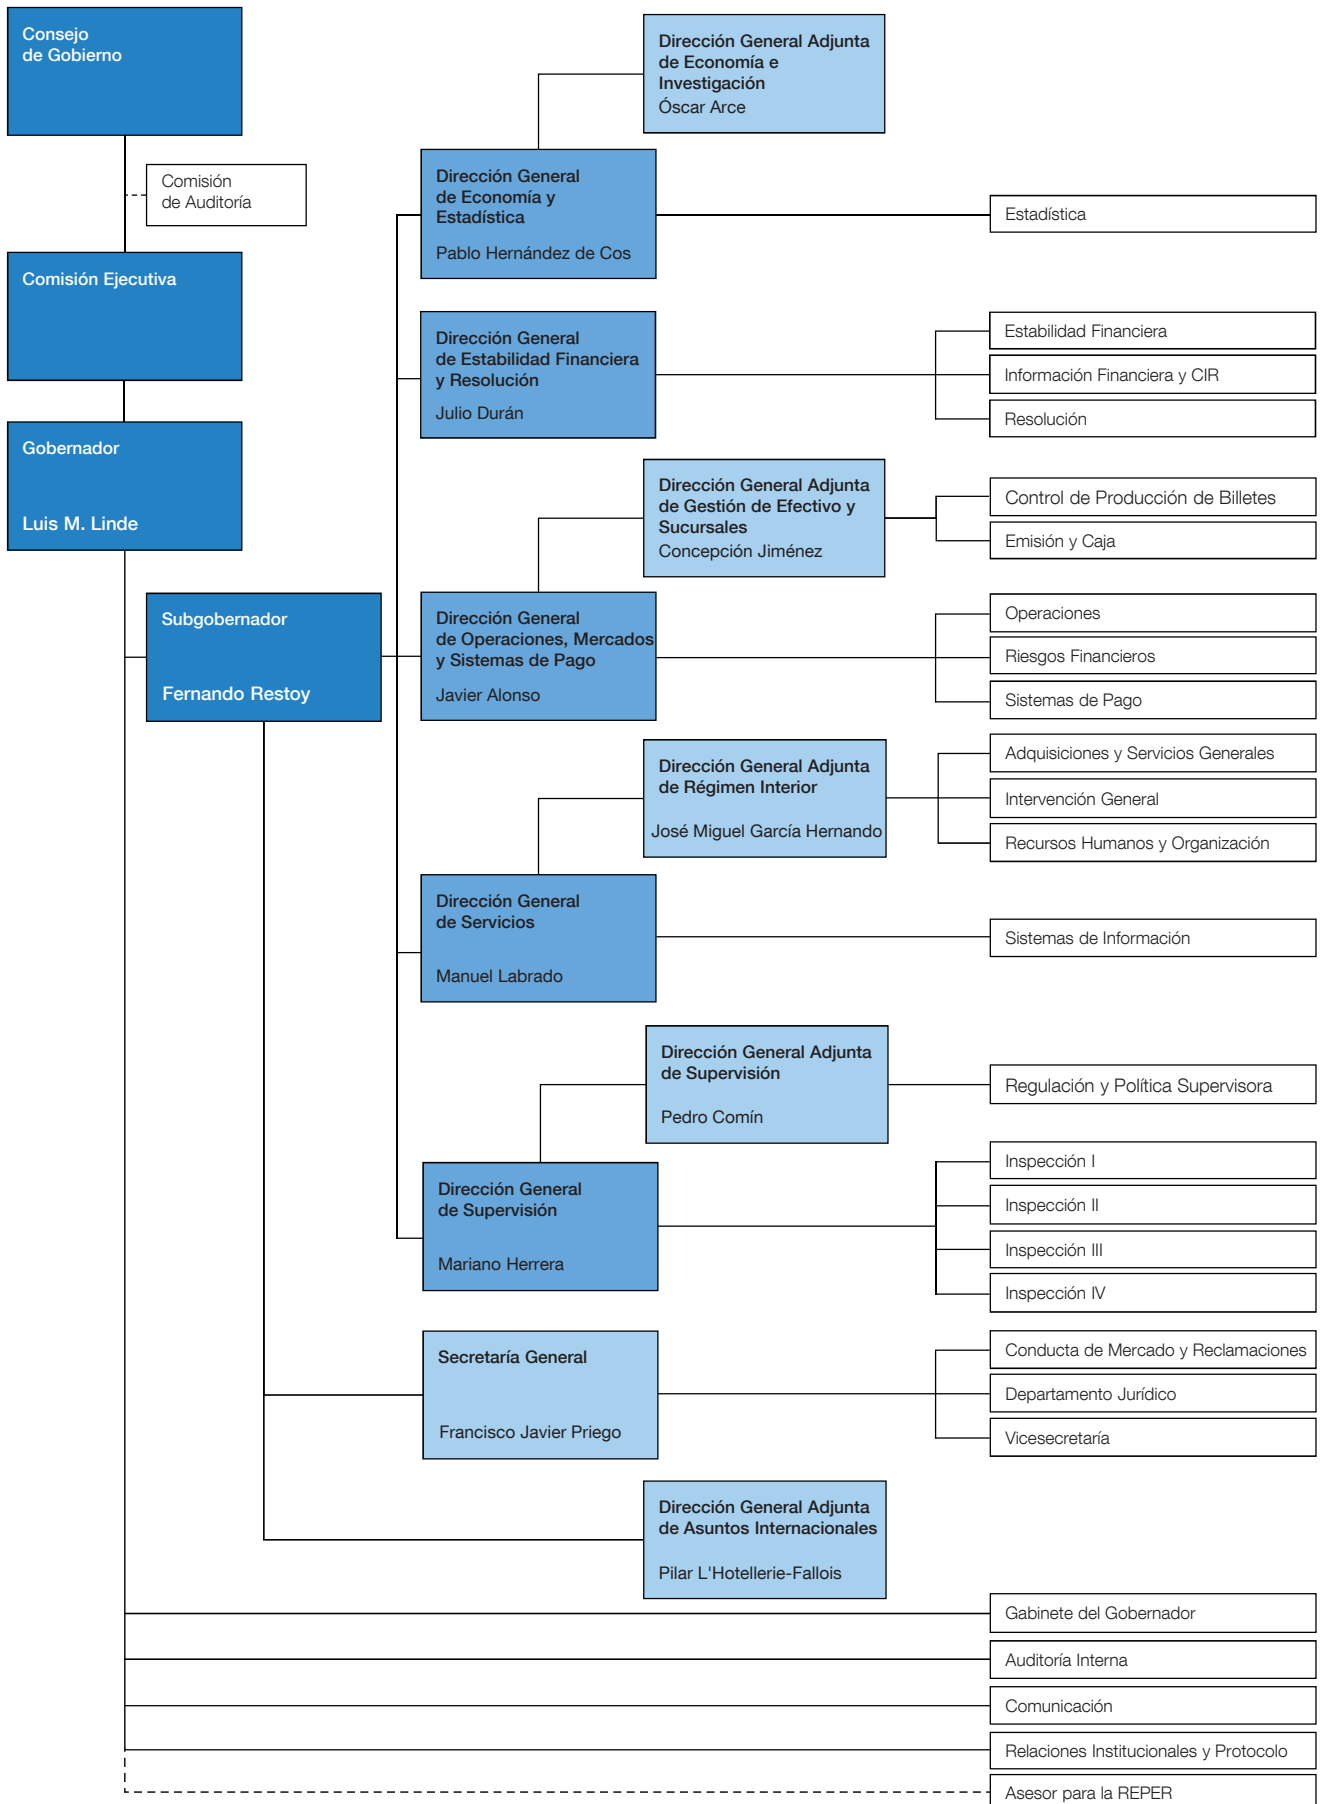 Consejo
de Gobierno
Comisión
de Auditoría
Comisión Ejecutiva
Gobernador
Luis M. Linde
Subgobernador
Fernando Restoy
Dirección General Adjunta
de Economía e
Investigación
Óscar Arce
Dirección General
de Economía y
Estadística
Pablo Hernández de Cos
Estadística
Dirección General
de Estabilidad Financiera
y Resolución
Julio Durán
Estabilidad Financiera
Información Financiera y CIR
Resolución
Dirección General Adjunta
de Gestión de Efectivo y
Sucursales
Concepción Jiménez
Control de Producción de Billetes
Emisión y Caja
Dirección General
de Operaciones, Mercados
y Sistemas de Pago
Javier Alonso
Operaciones
Riesgos Financieros
Sistemas de Pago
Dirección General Adjunta
de Régimen Interior
José Miguel García Hernando
Adquisiciones y Servicios Generales
Intervención General
Recursos Humanos y Organización
Dirección General
de Servicios
Manuel Labrado
Sistemas de Información
Dirección General Adjunta
de Supervisión
Pedro Comín
Regulación y Política Supervisora
Dirección General
de Supervisión
Mariano Herrera
Inspección I
Inspección II
Inspección III
Inspección IV
Secretaría General
Francisco Javier Priego
Conducta de Mercado y Reclamaciones
Departamento Jurídico
Vicesecretaría
Dirección General Adjunta
de Asuntos Internacionales
Pilar L'Hotellerie-Fallois
Gabinete del Gobernador
Auditoría Interna
Comunicación
Relaciones Institucionales y Protocolo
Asesor para la REPER